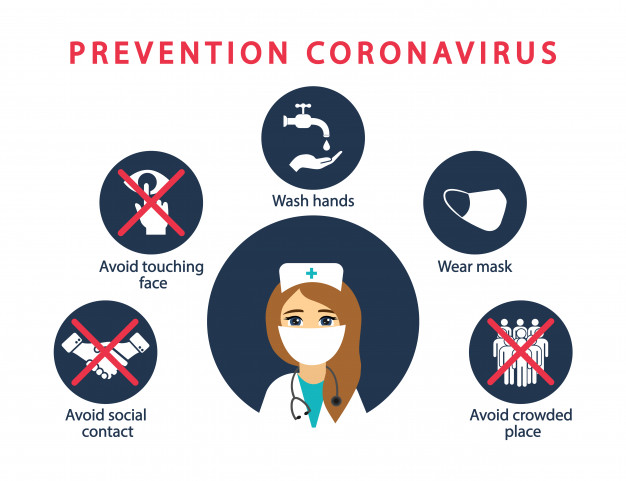 PREVENTION CORONAVIRUS
Wash hands
Avoid touching
face
Wear mask
Avoid social
contact
Avoid crowded
place